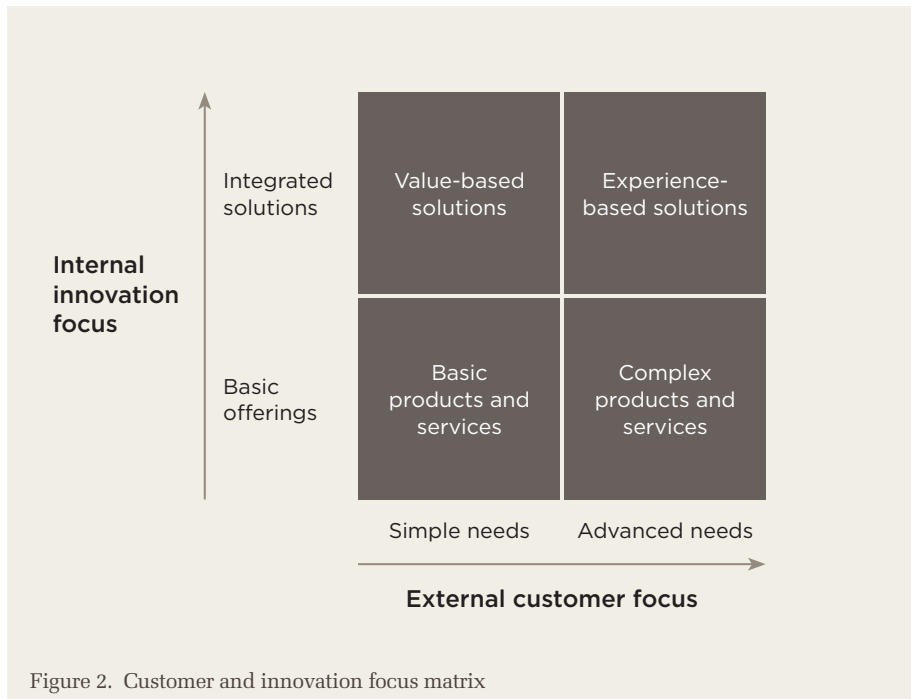 Integrated
solutions
Value-based
solutions
Experience-
based solutions
Internal
innovation
focus
Basic
offerings
Basic
products and
services
Complex
products and
services
Simple needs
Advanced needs
External customer focus
Figure 2. Customer and innovation focus matrix